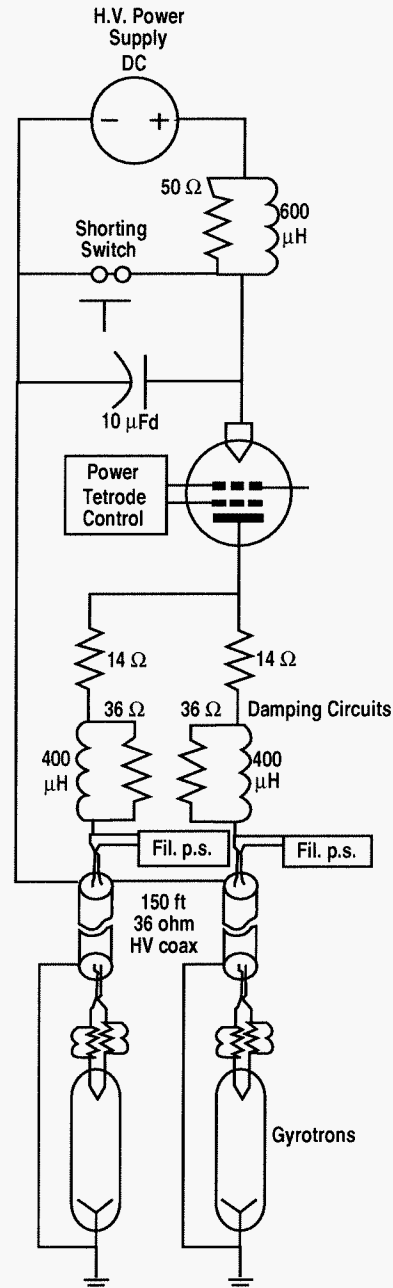 H.V. Power
Supply
DC
− +
50 Ω
600
μH
Shorting
Switch
10 μFd
Power
Tetrode
Control
14 Ω
14 Ω
36 Ω
36 Ω
Damping Circuits
400
μH
400
μH
Fil. p.s.
Fil. p.s.
150 ft
36 ohm
HV coax
Gyrotrons